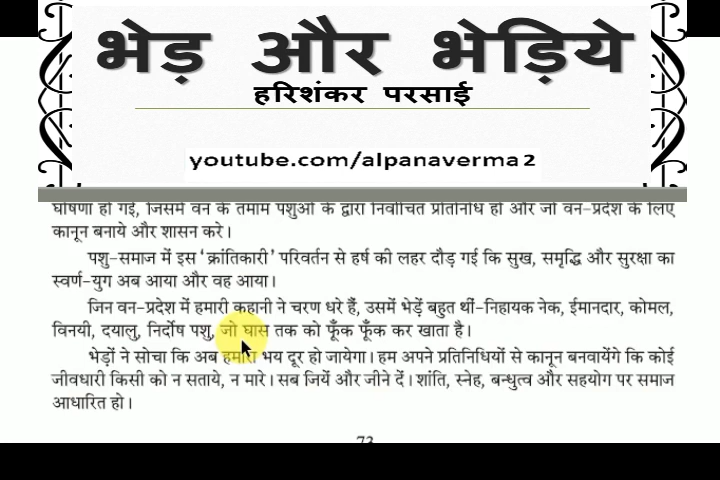 भेड़ और भेड़िये
हरिशंकर परसाई
youtube.com/alpanaverma2
घोषणा हो गई, जिसमें वन के तमाम पशुओं के द्वारा निर्वाचित प्रतिनिधि हों और जो वन-प्रदेश के लिए
कानून बनाये और शासन करे।
पशु-समाज में इस 'क्रांतिकारी' परिवर्तन से हर्ष की लहर दौड़ गई कि सुख, समृद्धि और सुरक्षा का
स्वर्ण-युग अब आया और वह आया।
जिन वन-प्रदेश में हमारी कहानी ने चरण धरे हैं, उसमें भेड़ें बहुत थीं-निहायक नेक, ईमानदार, कोमल,
विनयी, दयालु, निर्दोष पशु, जो घास तक को फूँक फूँक कर खाता है।
भेड़ों ने सोचा कि अब हमारा भय दूर हो जायेगा। हम अपने प्रतिनिधियों से कानून बनवायेंगे कि कोई
जीवधारी किसी को न सताये, न मारे। सब जियें और जीने दें। शांति, स्नेह, बन्धुत्व और सहयोग पर समाज
आधारित हो।
73